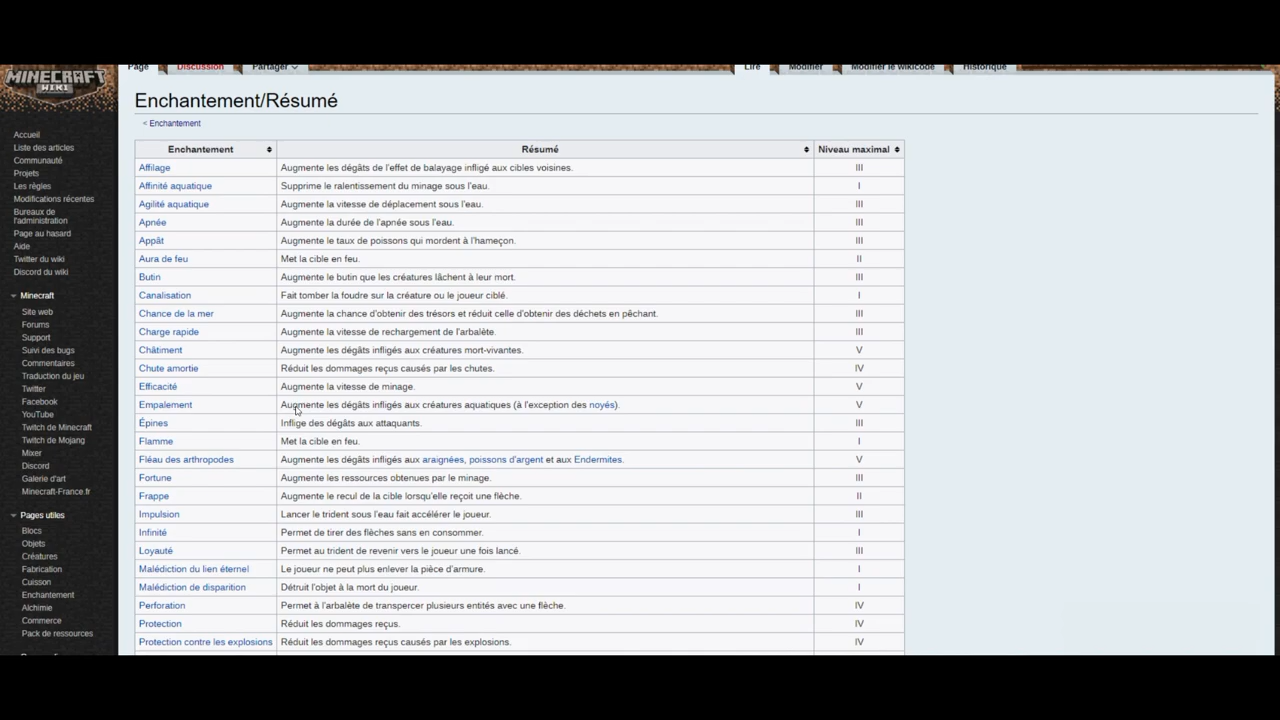 MINECRAFT
WIKI
Page Discussion Partager Lire Modifier Modifier le wikicode Historique
Enchantement/Résumé
< Enchantement
Accueil
Liste des articles
Communauté
Projets
Les règles
Modifications récentes
Bureaux de
l'administration
Page au hasard
Aide
Twitter du wiki
Discord du wiki
Minecraft
Site web
Forums
Support
Suivi des bugs
Commentaires
Traduction du jeu
Twitter
Facebook
YouTube
Twitch de Minecraft
Twitch de Mojang
Mixer
Discord
Galerie d'art
Minecraft-France.fr
Pages utiles
Blocs
Objets
Créatures
Fabrication
Cuisson
Enchantement
Alchimie
Commerce
Pack de ressources
Enchantement Résumé Niveau maximal
Affilage Augmente les dégâts de l'effet de balayage infligé aux cibles voisines. III
Affinité aquatique Supprime le ralentissement du minage sous l'eau. I
Agilité aquatique Augmente la vitesse de déplacement sous l'eau. III
Apnée Augmente la durée de l'apnée sous l'eau. III
Appât Augmente le taux de poissons qui mordent à l'hameçon. III
Aura de feu Met la cible en feu. II
Butin Augmente le butin que les créatures lâchent à leur mort. III
Canalisation Fait tomber la foudre sur la créature ou le joueur ciblé. I
Chance de la mer Augmente la chance d'obtenir des trésors et réduit celle d'obtenir des déchets en pêchant. III
Charge rapide Augmente la vitesse de rechargement de l'arbalète. III
Châtiment Augmente les dégâts infligés aux créatures mort-vivantes. V
Chute amortie Réduit les dommages reçus causés par les chutes. IV
Efficacité Augmente la vitesse de minage. V
Empalement Augmente les dégâts infligés aux créatures aquatiques (à l'exception des noyés). V
Épines Inflige des dégâts aux attaquants. III
Flamme Met la cible en feu. I
Fléau des arthropodes Augmente les dégâts infligés aux araignées, poissons d'argent et aux Endermites. V
Fortune Augmente les ressources obtenues par le minage. III
Frappe Augmente le recul de la cible lorsqu'elle reçoit une flèche. II
Impulsion Lancer le trident sous l'eau fait accélérer le joueur. III
Infinité Permet de tirer des flèches sans en consommer. I
Loyauté Permet au trident de revenir vers le joueur une fois lancé. III
Malédiction du lien éternel Le joueur ne peut plus enlever la pièce d'armure. I
Malédiction de disparition Détruit l'objet à la mort du joueur. I
Perforation Permet à l'arbalète de transpercer plusieurs entités avec une flèche. IV
Protection Réduit les dommages reçus. IV
Protection contre les explosions Réduit les dommages reçus causés par les explosions. IV